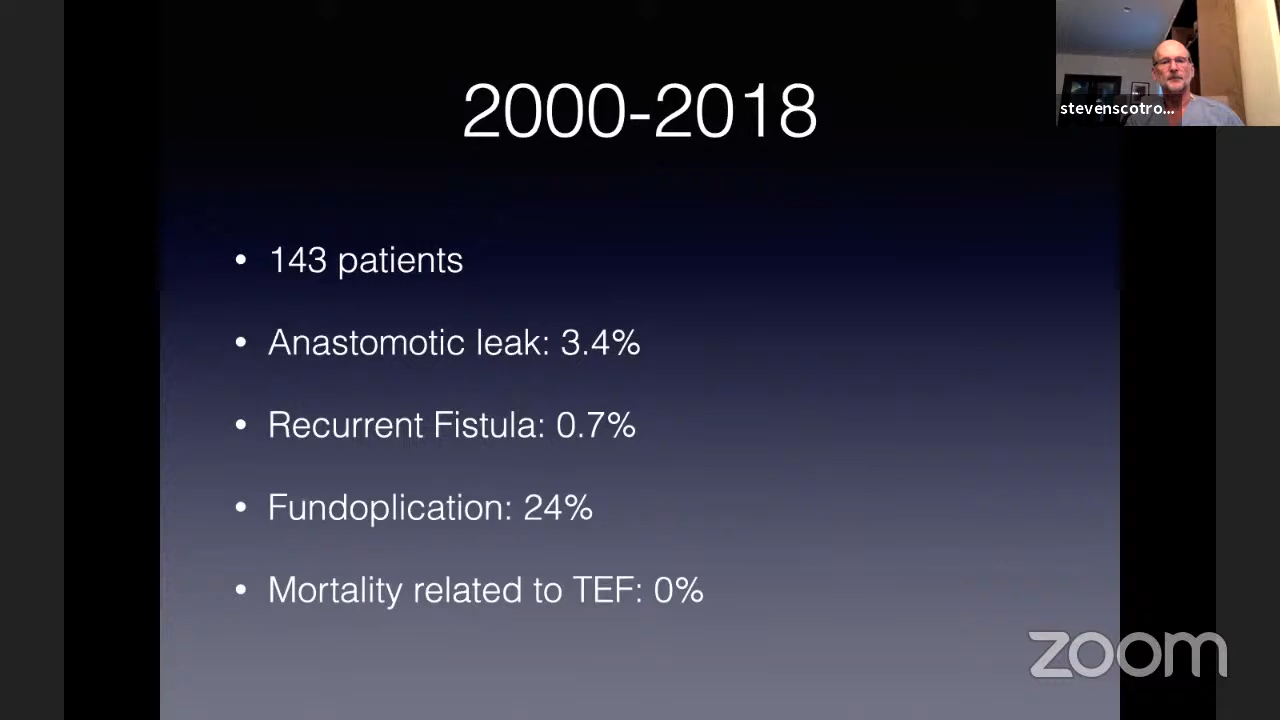 2000-2018
stevenscotro...
• 143 patients
• Anastomotic leak: 3.4%
• Recurrent Fistula: 0.7%
• Fundoplication: 24%
• Mortality related to TEF: 0%
zoom